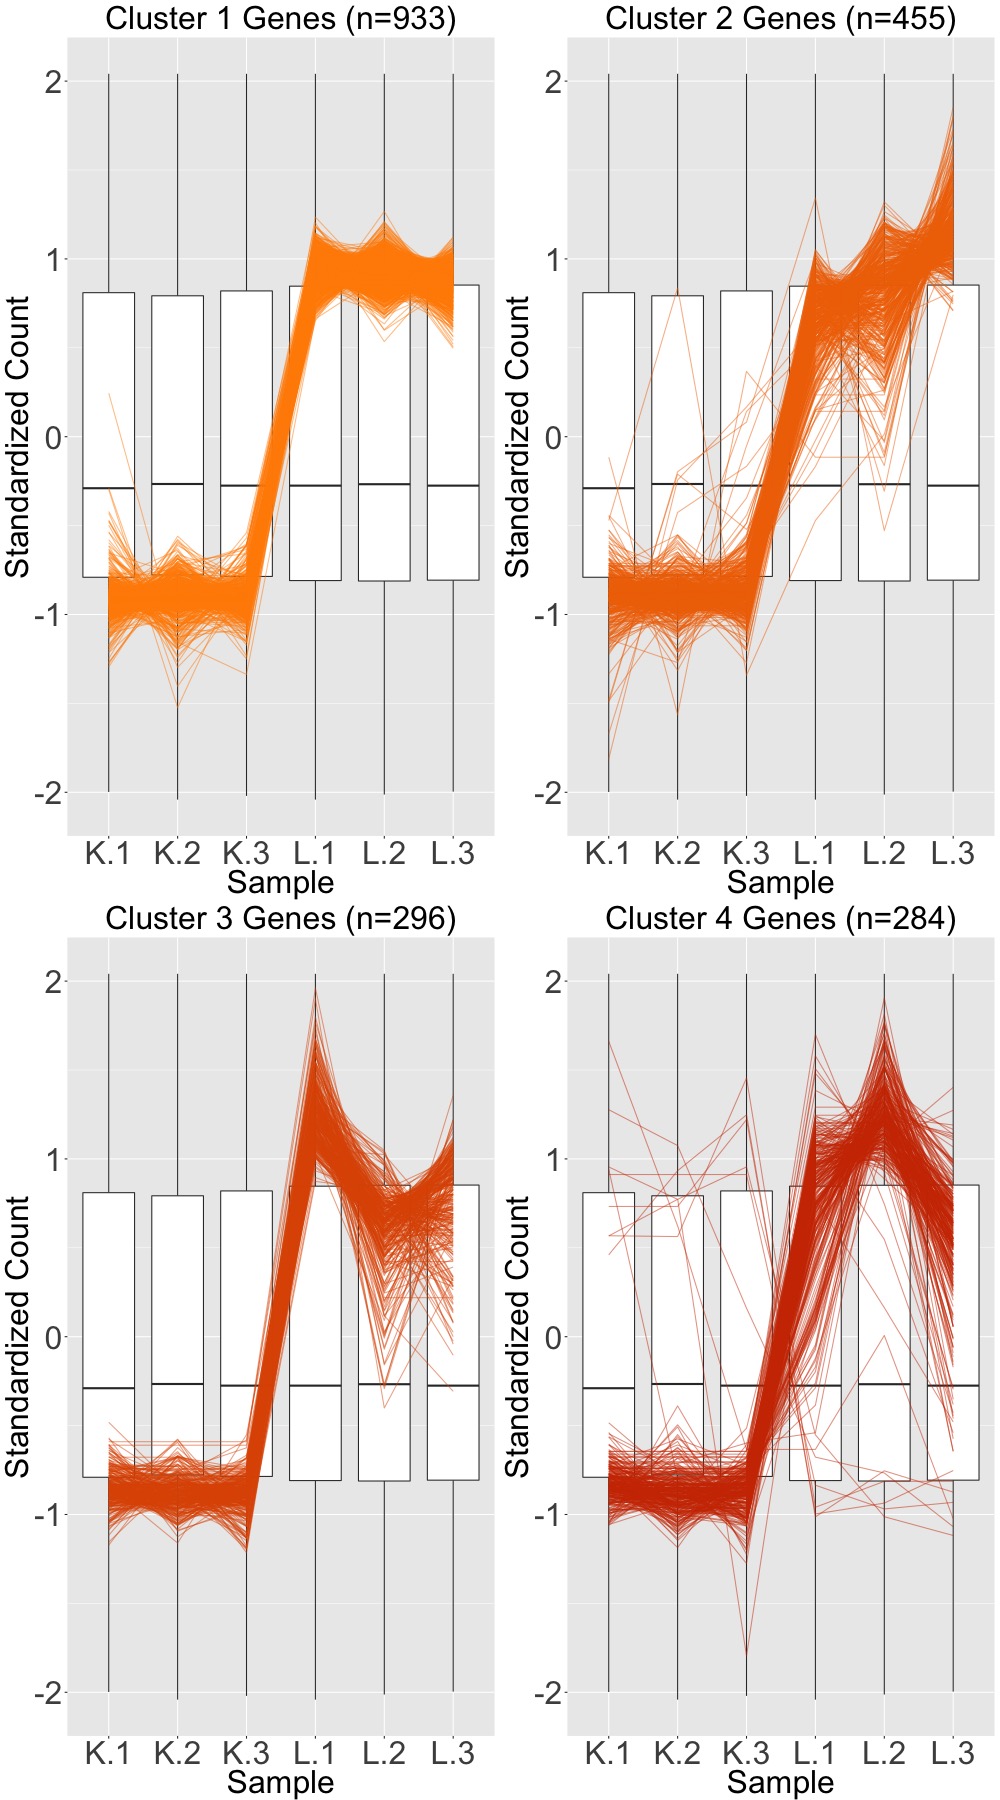 Cluster 1 Genes (n=933)
Standardized Count
2
1
0
-1
-2
K.1 K.2 K.3 L.1 L.2 L.3
Sample
Cluster 2 Genes (n=455)
Standardized Count
2
1
0
-1
-2
K.1 K.2 K.3 L.1 L.2 L.3
Sample
Cluster 3 Genes (n=296)
Standardized Count
2
1
0
-1
-2
K.1 K.2 K.3 L.1 L.2 L.3
Sample
Cluster 4 Genes (n=284)
Standardized Count
2
1
0
-1
-2
K.1 K.2 K.3 L.1 L.2 L.3
Sample